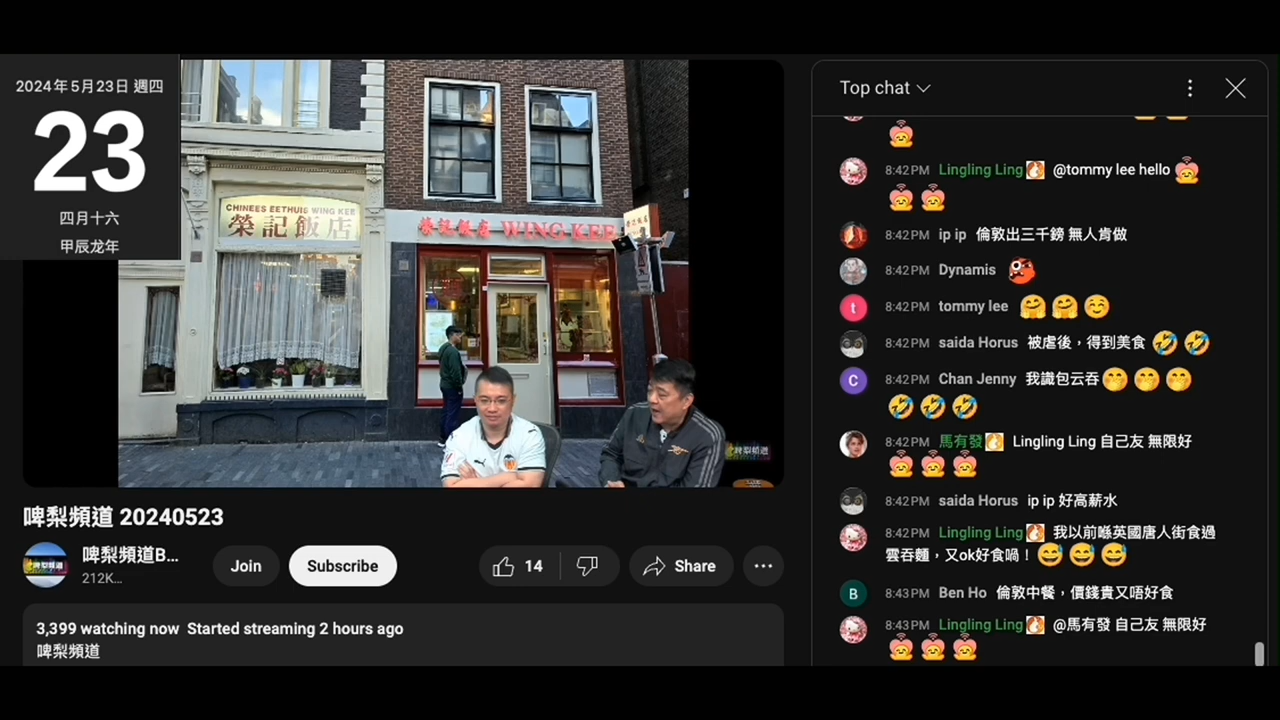 2024年5月23日 週四
23
四月十六
甲辰龙年
CHINEES EETHUIS WING KEE
榮記飯店
榮記飯店 WING KEE
啤梨頻道
啤梨頻道 20240523
啤梨頻道B...
212K...
Join
Subscribe
14
Share
3,399 watching now Started streaming 2 hours ago
啤梨頻道
Top chat
8:42 PM Lingling Ling @tommy lee hello
8:42 PM ip ip 倫敦出三千鎊 無人肯做
8:42 PM Dynamis
t
8:42 PM tommy lee
8:42 PM saida Horus 被虐後，得到美食
C
8:42 PM Chan Jenny 我識包云吞
8:42 PM 馬有發 Lingling Ling 自己友 無限好
8:42 PM saida Horus ip ip 好高薪水
8:42 PM Lingling Ling 我以前喺英國唐人街食過
雲吞麵，又ok好食喎！
B
8:43 PM Ben Ho 倫敦中餐，價錢貴又唔好食
8:43 PM Lingling Ling @馬有發 自己友 無限好